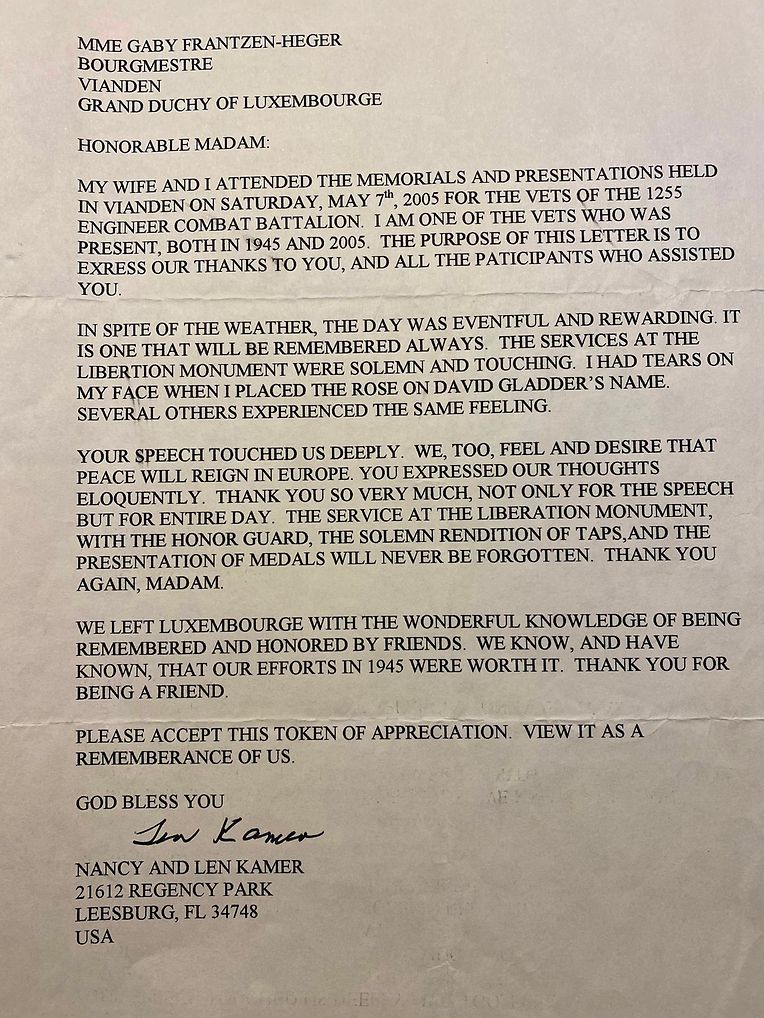 MME GABY FRANTZEN-HEGER
BOURGMESTRE
VIANDEN
GRAND DUCHY OF LUXEMBOURGE
HONORABLE MADAM:
MY WIFE AND I ATTENDED THE MEMORIALS AND PRESENTATIONS HELD
IN VIANDEN ON SATURDAY, MAY 7th, 2005 FOR THE VETS OF THE 1255
ENGINEER COMBAT BATTALION.  I AM ONE OF THE VETS WHO WAS
PRESENT, BOTH IN 1945 AND 2005.  THE PURPOSE OF THIS LETTER IS TO
EXRESS OUR THANKS TO YOU, AND ALL THE PATICIPANTS WHO ASSISTED
YOU.
IN SPITE OF THE WEATHER, THE DAY WAS EVENTFUL AND REWARDING. IT
IS ONE THAT WILL BE REMEMBERED ALWAYS.  THE SERVICES AT THE
LIBERTION MONUMENT WERE SOLEMN AND TOUCHING.  I HAD TEARS ON
MY FACE WHEN I PLACED THE ROSE ON DAVID GLADDER'S NAME.
SEVERAL OTHERS EXPERIENCED THE SAME FEELING.
YOUR SPEECH TOUCHED US DEEPLY.  WE, TOO, FEEL AND DESIRE THAT
PEACE WILL REIGN IN EUROPE. YOU EXPRESSED OUR THOUGHTS
ELOQUENTLY.  THANK YOU SO VERY MUCH, NOT ONLY FOR THE SPEECH
BUT FOR ENTIRE DAY.  THE SERVICE AT THE LIBERATION MONUMENT,
WITH THE HONOR GUARD, THE SOLEMN RENDITION OF TAPS,AND THE
PRESENTATION OF MEDALS WILL NEVER BE FORGOTTEN.  THANK YOU
AGAIN, MADAM.
WE LEFT LUXEMBOURGE WITH THE WONDERFUL KNOWLEDGE OF BEING
REMEMBERED AND HONORED BY FRIENDS.  WE KNOW, AND HAVE
KNOWN, THAT OUR EFFORTS IN 1945 WERE WORTH IT.  THANK YOU FOR
BEING A FRIEND.
PLEASE ACCEPT THIS TOKEN OF APPRECIATION.  VIEW IT AS A
REMEMBERANCE OF US.
GOD BLESS YOU
Len Kamer
NANCY AND LEN KAMER
21612 REGENCY PARK
LEESBURG, FL 34748
USA